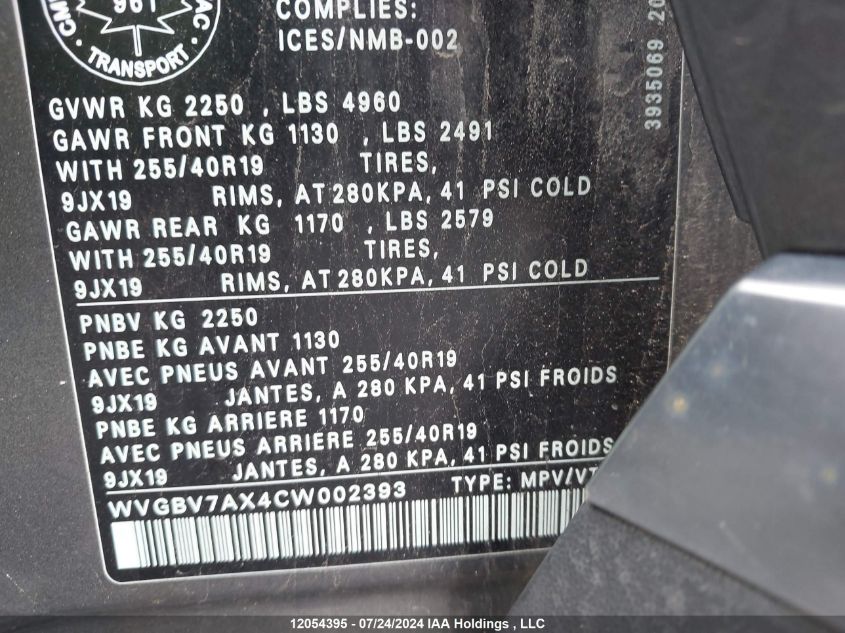 961
TRANSPORT
COMPLIES:
ICES/NMB-002
3935069 20
GVWR KG 2250 , LBS 4960
GAWR FRONT KG 1130 , LBS 2491
WITH 255/40R19 TIRES,
9JX19 RIMS, AT 280KPA, 41 PSI COLD
GAWR REAR KG 1170 , LBS 2579
WITH 255/40R19 TIRES,
9JX19 RIMS, AT 280KPA, 41 PSI COLD
PNBV KG 2250
PNBE KG AVANT 1130
AVEC PNEUS AVANT 255/40R19
9JX19 JANTES, A 280 KPA, 41 PSI FROIDS
PNBE KG ARRIERE 1170
AVEC PNEUS ARRIERE 255/40R19
9JX19 JANTES, A 280 KPA, 41 PSI FROIDS
WVGBV7AX4CW002393 TYPE: MPV/VT
12054395 - 07/24/2024 IAA Holdings , LLC